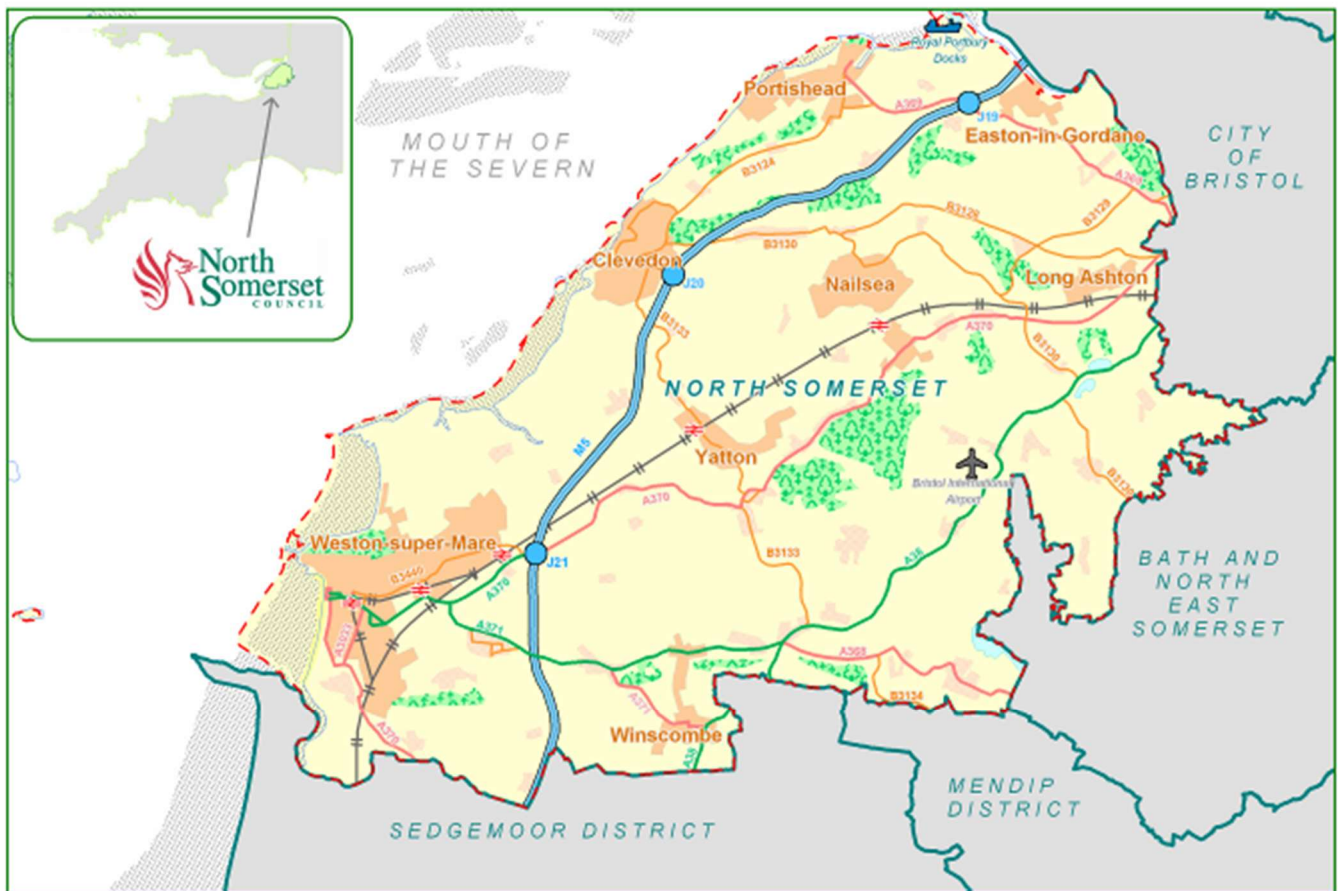 North
Somerset
COUNCIL
MOUTH OF
THE SEVERN
Royal Portbury
Docks
Portishead
A369
J19
Easton-in-Gordano
CITY
OF
BRISTOL
B3124
A369
B3128
B3129
B3130
Clevedon
J20
Nailsea
Long Ashton
B3133
A370
B3130
NORTH SOMERSET
M5
Yatton
Bristol International
Airport
B3130
A370
Weston-super-Mare
J21
B3133
A38
B3440
A370
BATH AND
NORTH
EAST
SOMERSET
A371
A368
B3134
A371
A370
Winscombe
A38
MENDIP
DISTRICT
SEDGEMOOR DISTRICT